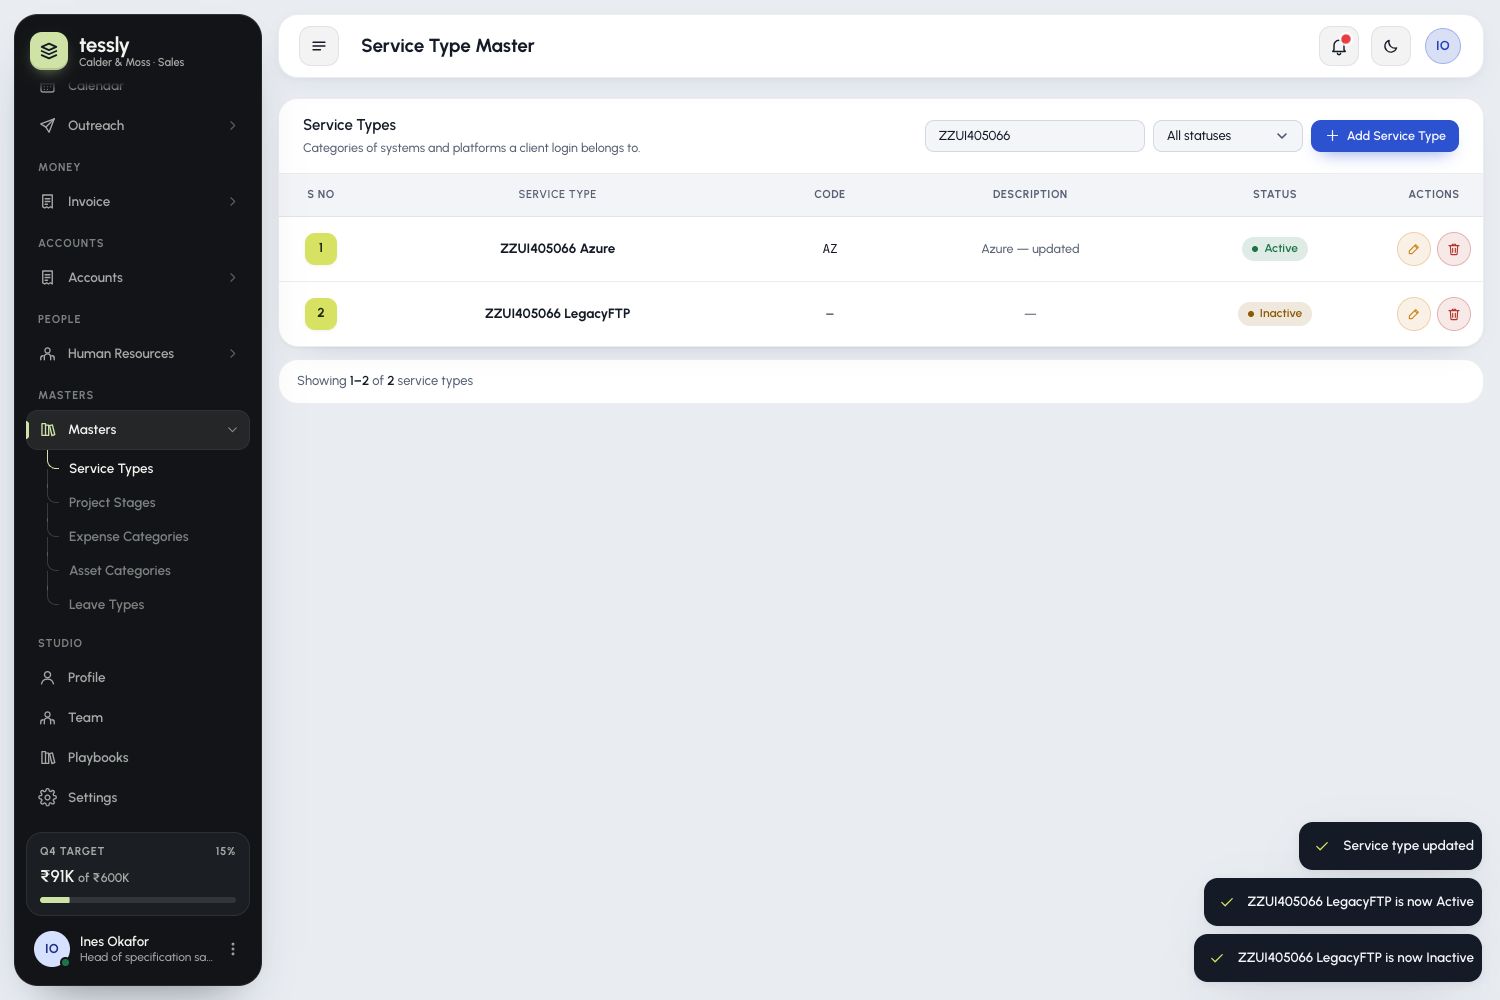 tessly
Calder & Moss · Sales
Calendar
Outreach
MONEY
Invoice
ACCOUNTS
Accounts
PEOPLE
Human Resources
MASTERS
Masters
Service Types
Project Stages
Expense Categories
Asset Categories
Leave Types
STUDIO
Profile
Team
Playbooks
Settings
Q4 TARGET 15%
₹91K of ₹600K
IO
Ines Okafor
Head of specification sa...
Service Type Master
IO
Service Types
Categories of systems and platforms a client login belongs to.
ZZUI405066
All statuses
Add Service Type
S NO SERVICE TYPE CODE DESCRIPTION STATUS ACTIONS
1 ZZUI405066 Azure AZ Azure — updated Active
2 ZZUI405066 LegacyFTP – — Inactive
Showing 1–2 of 2 service types
Service type updated
ZZUI405066 LegacyFTP is now Active
ZZUI405066 LegacyFTP is now Inactive